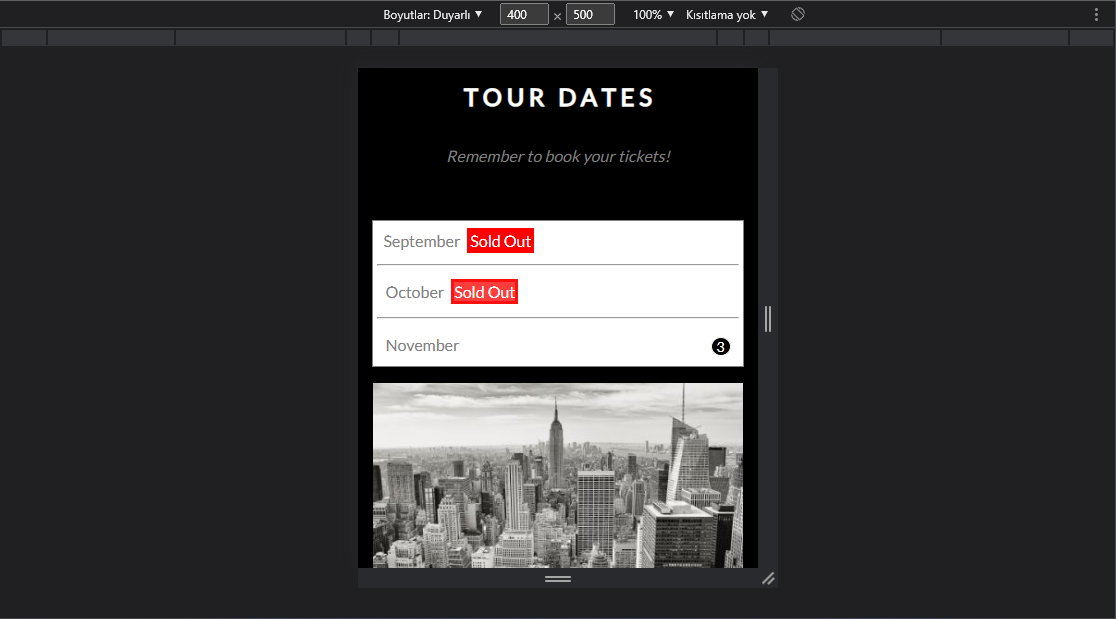 Boyutlar: Duyarlı ▼ 400 × 500 100% ▼ Kısıtlama yok ▼
TOUR DATES
Remember to book your tickets!
September Sold Out
October Sold Out
November 3